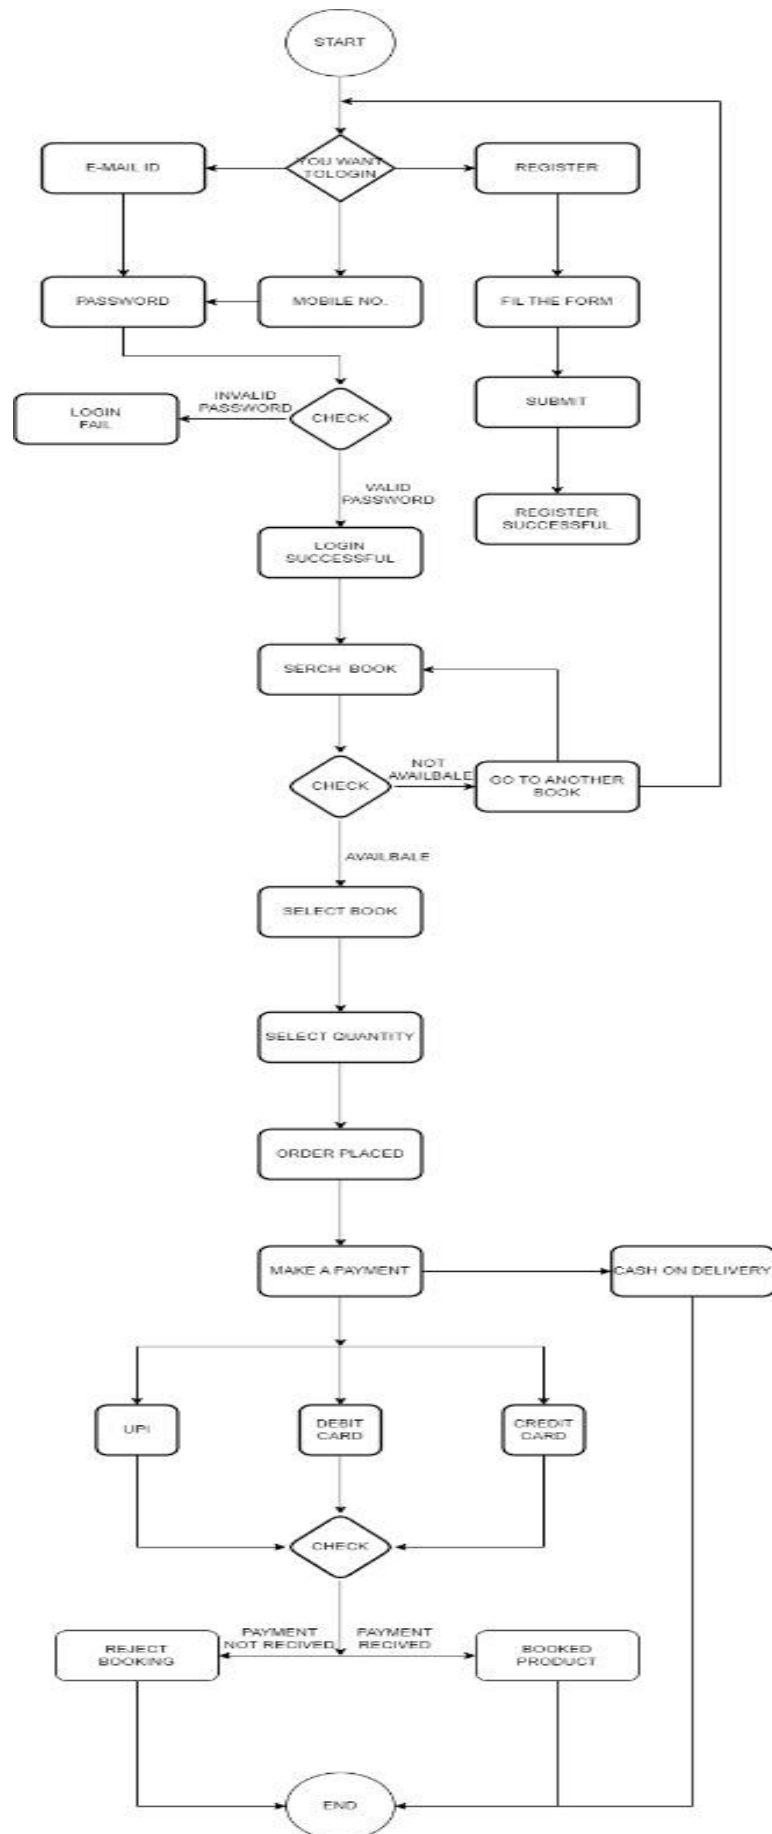 START
E-MAIL ID
YOU WANT
TOLOGIN
REGISTER
PASSWORD
MOBILE NO.
FIL THE FORM
LOGIN
FAIL
INVALID
PASSWORD
CHECK
SUBMIT
VALID
PASSWORD
REGISTER
SUCCESSFUL
LOGIN
SUCCESSFUL
SERCH BOOK
CHECK
NOT
AVAILBALE
GO TO ANOTHER
BOOK
AVAILBALE
SELECT BOOK
SELECT QUANTITY
ORDER PLACED
MAKE A PAYMENT
CASH ON DELIVERY
UPI
DEBIT
CARD
CREDIT
CARD
CHECK
REJECT
BOOKING
PAYMENT
NOT RECIVED
PAYMENT
RECIVED
BOOKED
PRODUCT
END